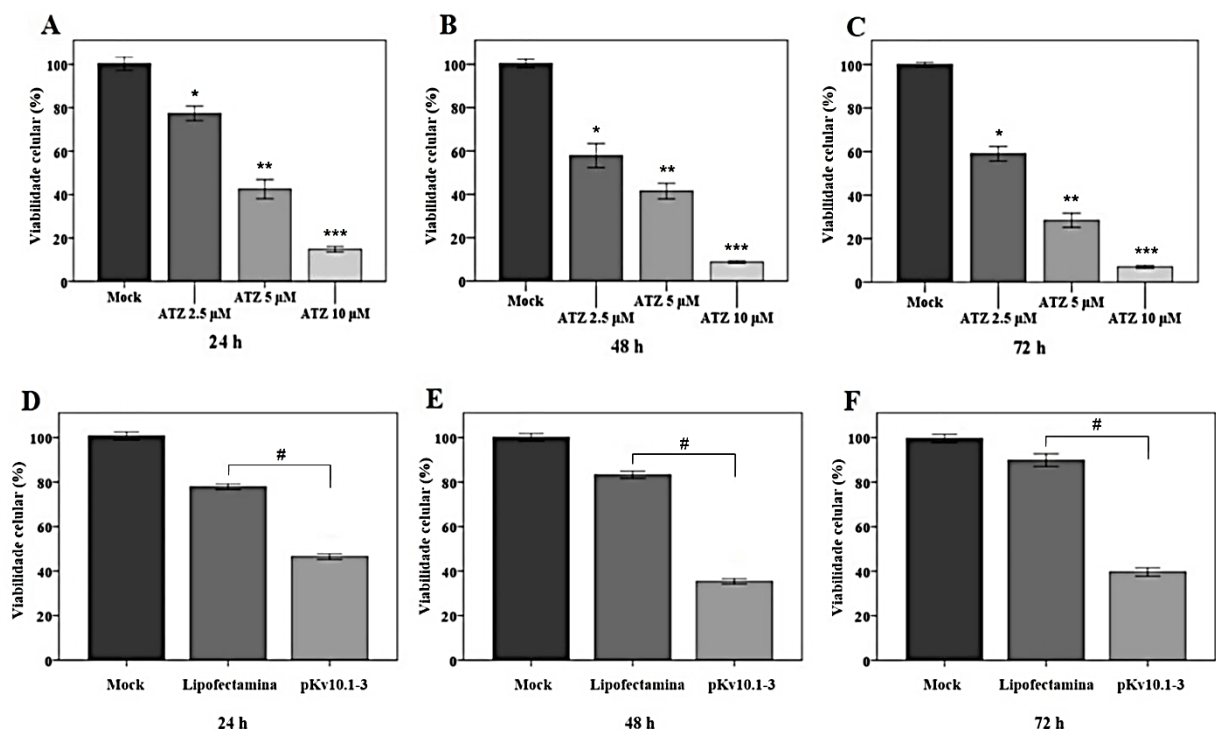 A
Viabilidade celular (%)
100
80
60
40
20
0
*
**
***
Mock
ATZ 2.5 µM
ATZ 5 µM
ATZ 10 µM
24 h
B
Viabilidade celular (%)
100
80
60
40
20
0
*
**
***
Mock
ATZ 2.5 µM
ATZ 5 µM
ATZ 10 µM
48 h
C
Viabilidade celular (%)
100
80
60
40
20
0
*
**
***
Mock
ATZ 2.5 µM
ATZ 5 µM
ATZ 10 µM
72 h
D
Viabilidade celular (%)
100
80
60
40
20
0
#
Mock Lipofectamina pKv10.1-3
24 h
E
Viabilidade celular (%)
100
80
60
40
20
0
#
Mock Lipofectamina pKv10.1-3
48 h
F
Viabilidade celular (%)
100
80
60
40
20
0
#
Mock Lipofectamina pKv10.1-3
72 h